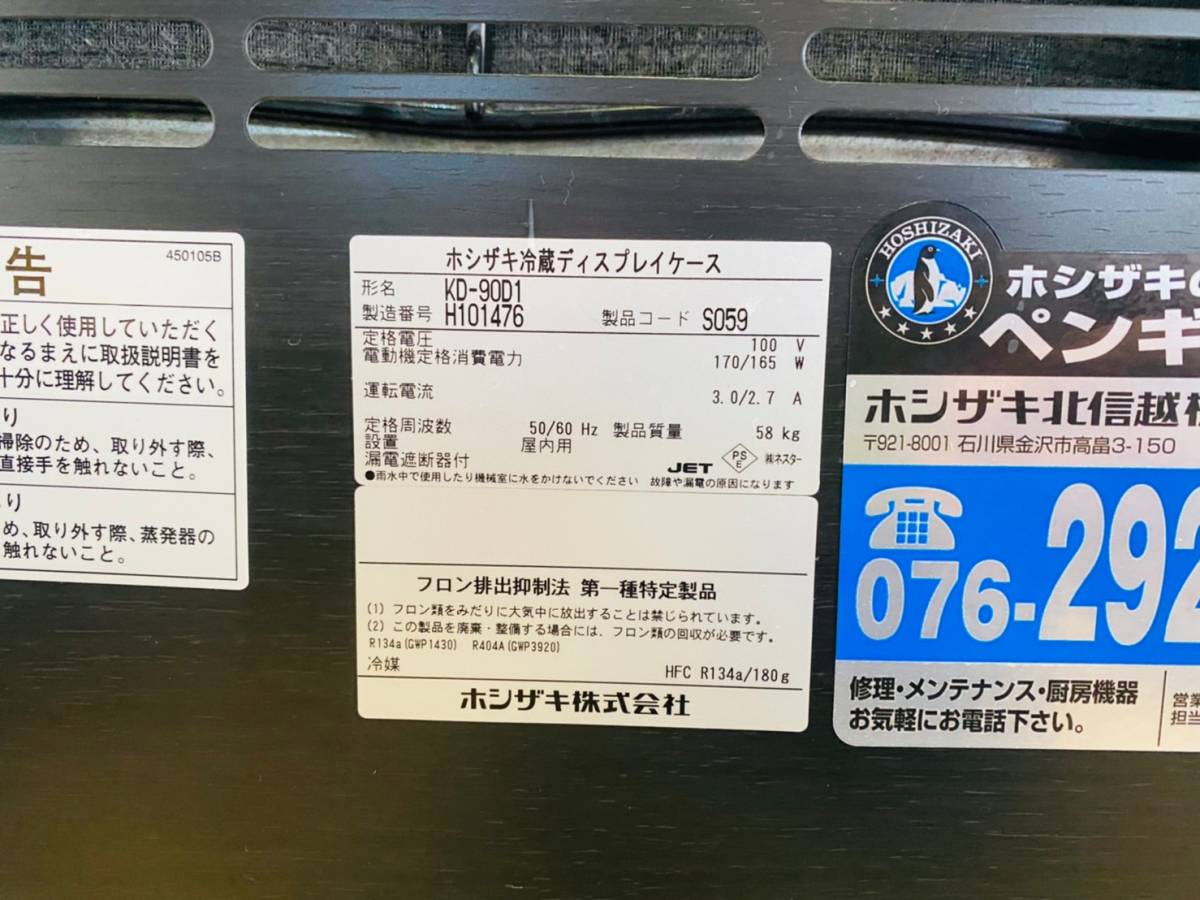 告
450105B
正しく使用していただく
なるまえに取扱説明書を
十分に理解してください。
り
掃除のため、取り外す際、
直接手を触れないこと。
り
め、取り外す際、蒸発器の
触れないこと。
ホシザキ冷蔵ディスプレイケース
形名 KD-90D1
製造番号 H101476 製品コード S059
定格電圧 100 V
電動機定格消費電力 170/165 W
運転電流 3.0/2.7 A
定格周波数 50/60 Hz 製品質量 58 kg
設置 屋内用
漏電遮断器付 JET PS E ㈱ネスター
●雨水中で使用したり機械室に水をかけないでください 故障や漏電の原因になります
フロン排出抑制法 第一種特定製品
(1) フロン類をみだりに大気中に放出することは禁じられています。
(2) この製品を廃棄・整備する場合には、フロン類の回収が必要です。
R134a(GWP1430) R404A(GWP3920)
冷媒 HFC R134a/180g
ホシザキ株式会社
HOSHIZAKI
ホシザキの
ペンギ
ホシザキ北信越
〒921-8001 石川県金沢市高畠3-150
076-292
修理・メンテナンス・厨房機器
お気軽にお電話下さい。
営業
担当